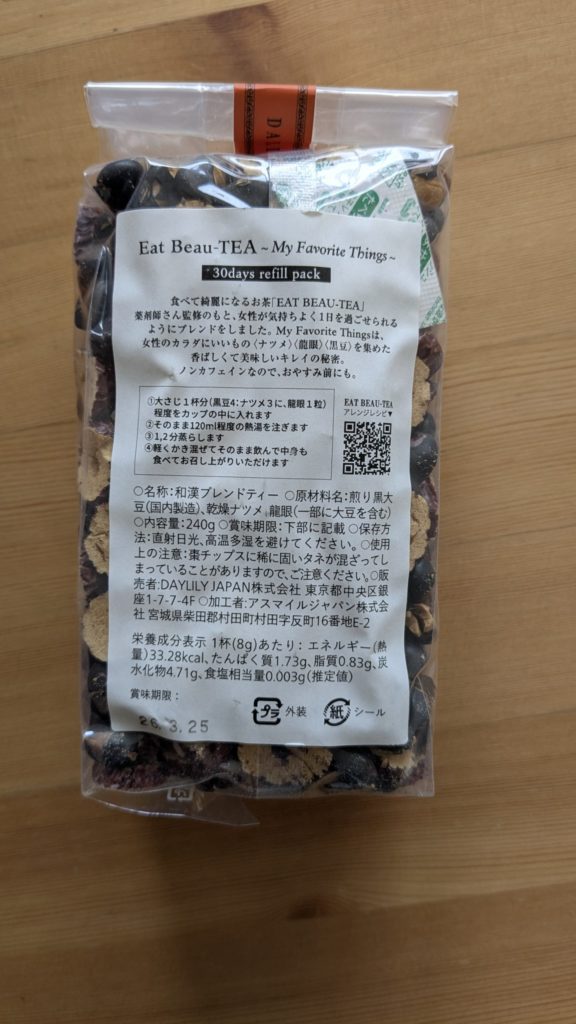 DAI
Eat Beau-TEA ~ My Favorite Things ~
30days refill pack
食べて綺麗になるお茶「EAT BEAU-TEA」
薬剤師さん監修のもと、女性が気持ちよく1日を過ごせられる
ようにブレンドをしました。My Favorite Thingsは、
女性のカラダにいいもの〈ナツメ〉〈龍眼〉〈黒豆〉を集めた
香ばしくて美味しいキレイの秘密。
ノンカフェインなので、おやすみ前にも。
①大さじ1杯分(黒豆4:ナツメ3に、龍眼1粒)
程度をカップの中に入れます
②そのまま120ml程度の熱湯を注ぎます
③1,2分蒸らします
④軽くかき混ぜてそのまま飲んで中身も
食べてお召し上がりいただけます
EAT BEAU-TEA
アレンジレシピ▼
○名称:和漢ブレンドティー ○原材料名:煎り黒大
豆(国内製造)、乾燥ナツメ、龍眼(一部に大豆を含む)
○内容量:240g ○賞味期限:下部に記載 ○保存方
法:直射日光、高温多湿を避けてください。○使用
上の注意:棗チップスに稀に固いタネが混ざってし
まっていることがありますので、ご注意ください。○販
売者:DAYLILY JAPAN株式会社 東京都中央区銀
座1-7-7-4F ○加工者:アスマイルジャパン株式会
社 宮城県柴田郡村田町村田字反町16番地E-2
栄養成分表示 1杯(8g)あたり:エネルギー(熱
量)33.28kcal、たんぱく質1.73g、脂質0.83g、炭
水化物4.71g、食塩相当量0.003g(推定値)
賞味期限:
26.3.25
プラ 外装 紙 シール